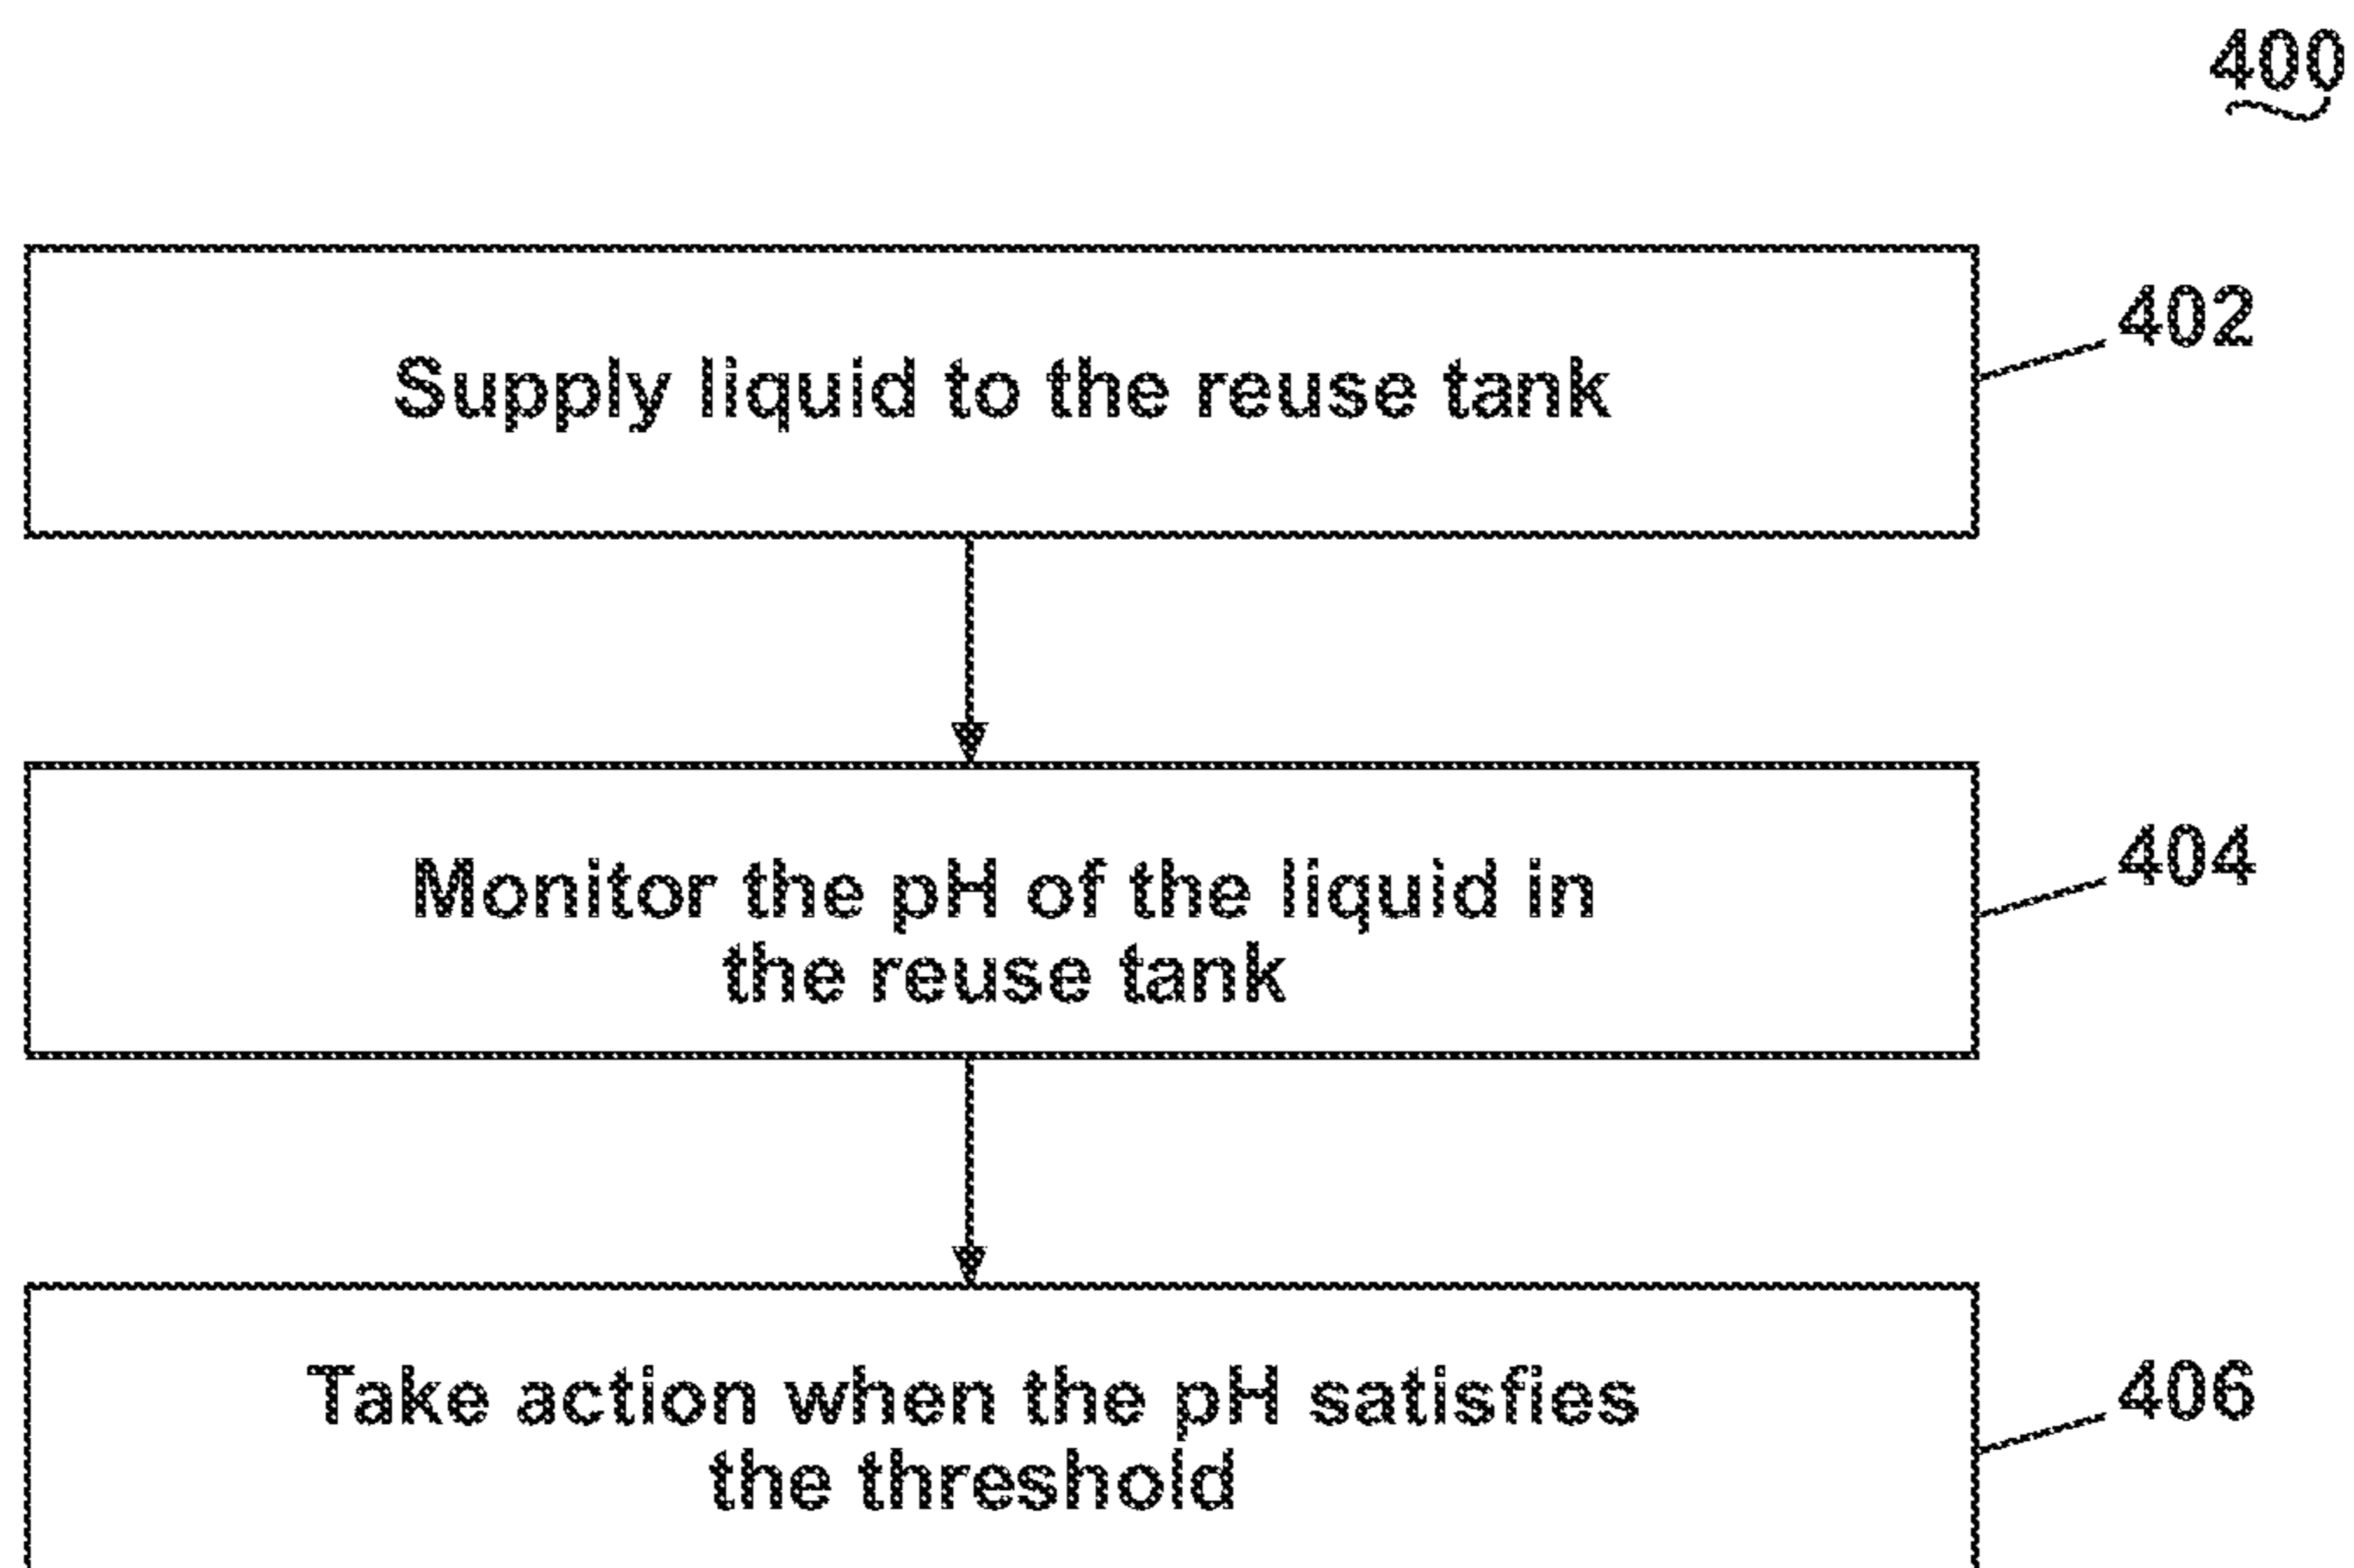 400
Supply liquid to the reuse tank
402
Monitor the pH of the liquid in
the reuse tank
404
Take action when the pH satisfies
the threshold
406